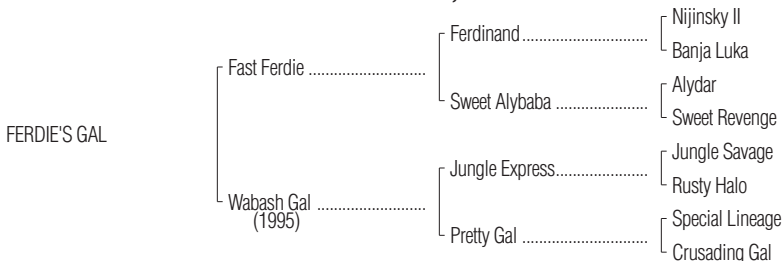 Nijinsky II
Ferdinand..................................
Banja Luka
Fast Ferdie ............................
Alydar
Sweet Alybaba .........................
Sweet Revenge
FERDIE'S GAL
Jungle Savage
Jungle Express.........................
Rusty Halo
Wabash Gal ..........................
(1995)
Special Lineage
Pretty Gal .................................
Crusading Gal